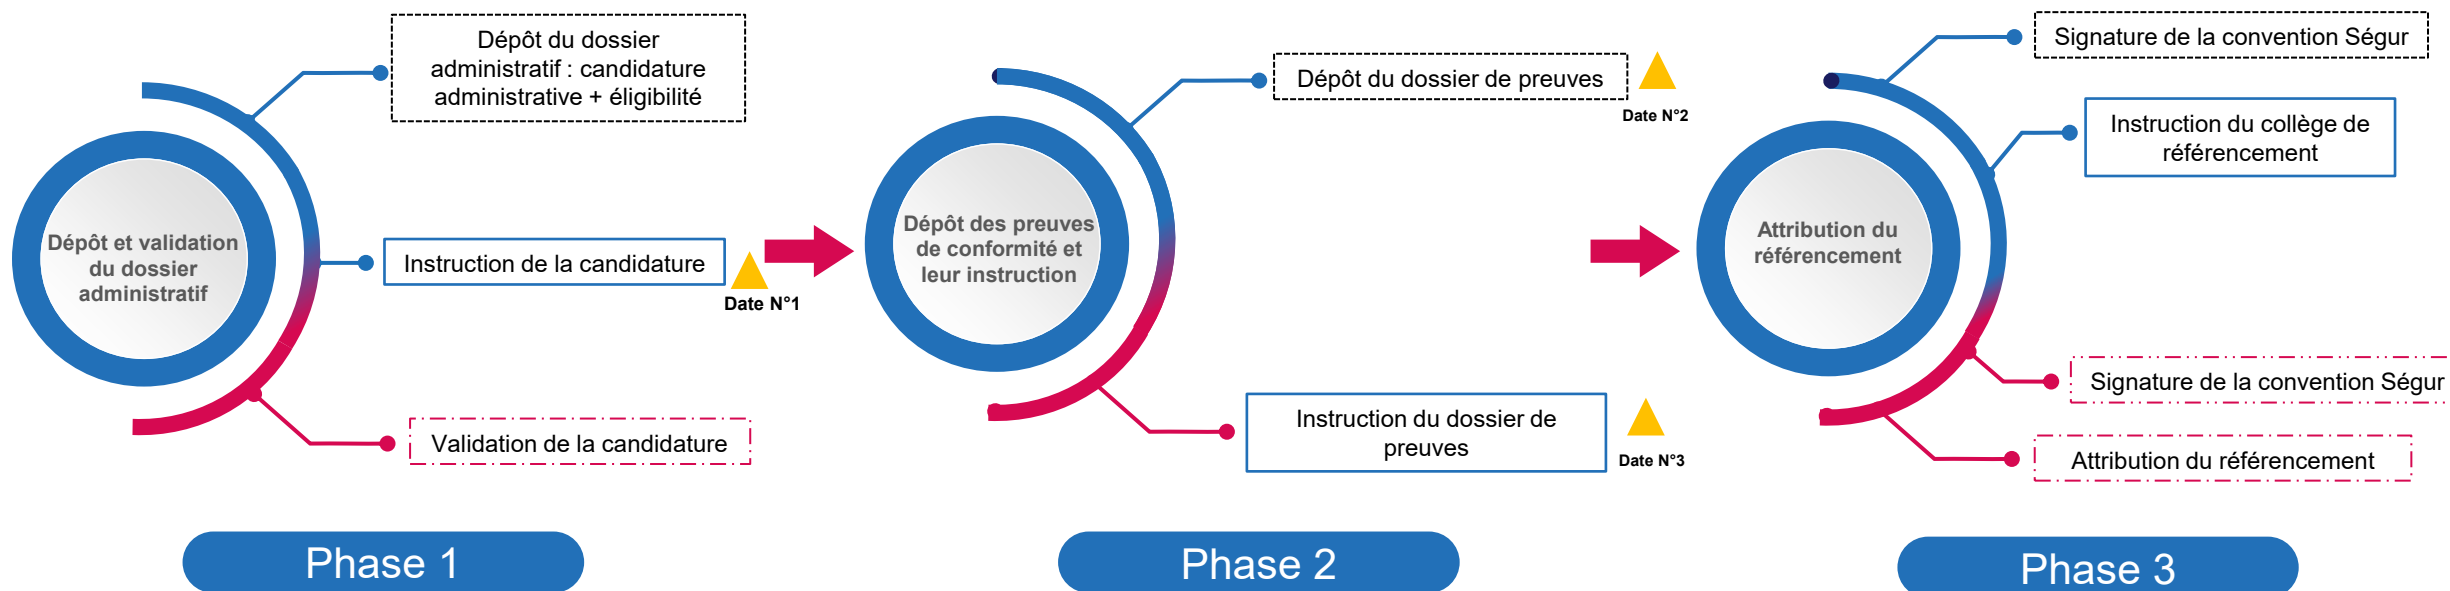 Dépôt du dossier
administratif : candidature
administrative + éligibilité
Dépôt et validation
du dossier
administratif
Instruction de la candidature
Date N°1
Validation de la candidature
Phase 1
Dépôt du dossier de preuves
Date N°2
Dépôt des preuves
de conformité et
leur instruction
Instruction du dossier de
preuves
Date N°3
Phase 2
Signature de la convention Ségur
Instruction du collège de
référencement
Attribution du
référencement
Signature de la convention Ségur
Attribution du référencement
Phase 3